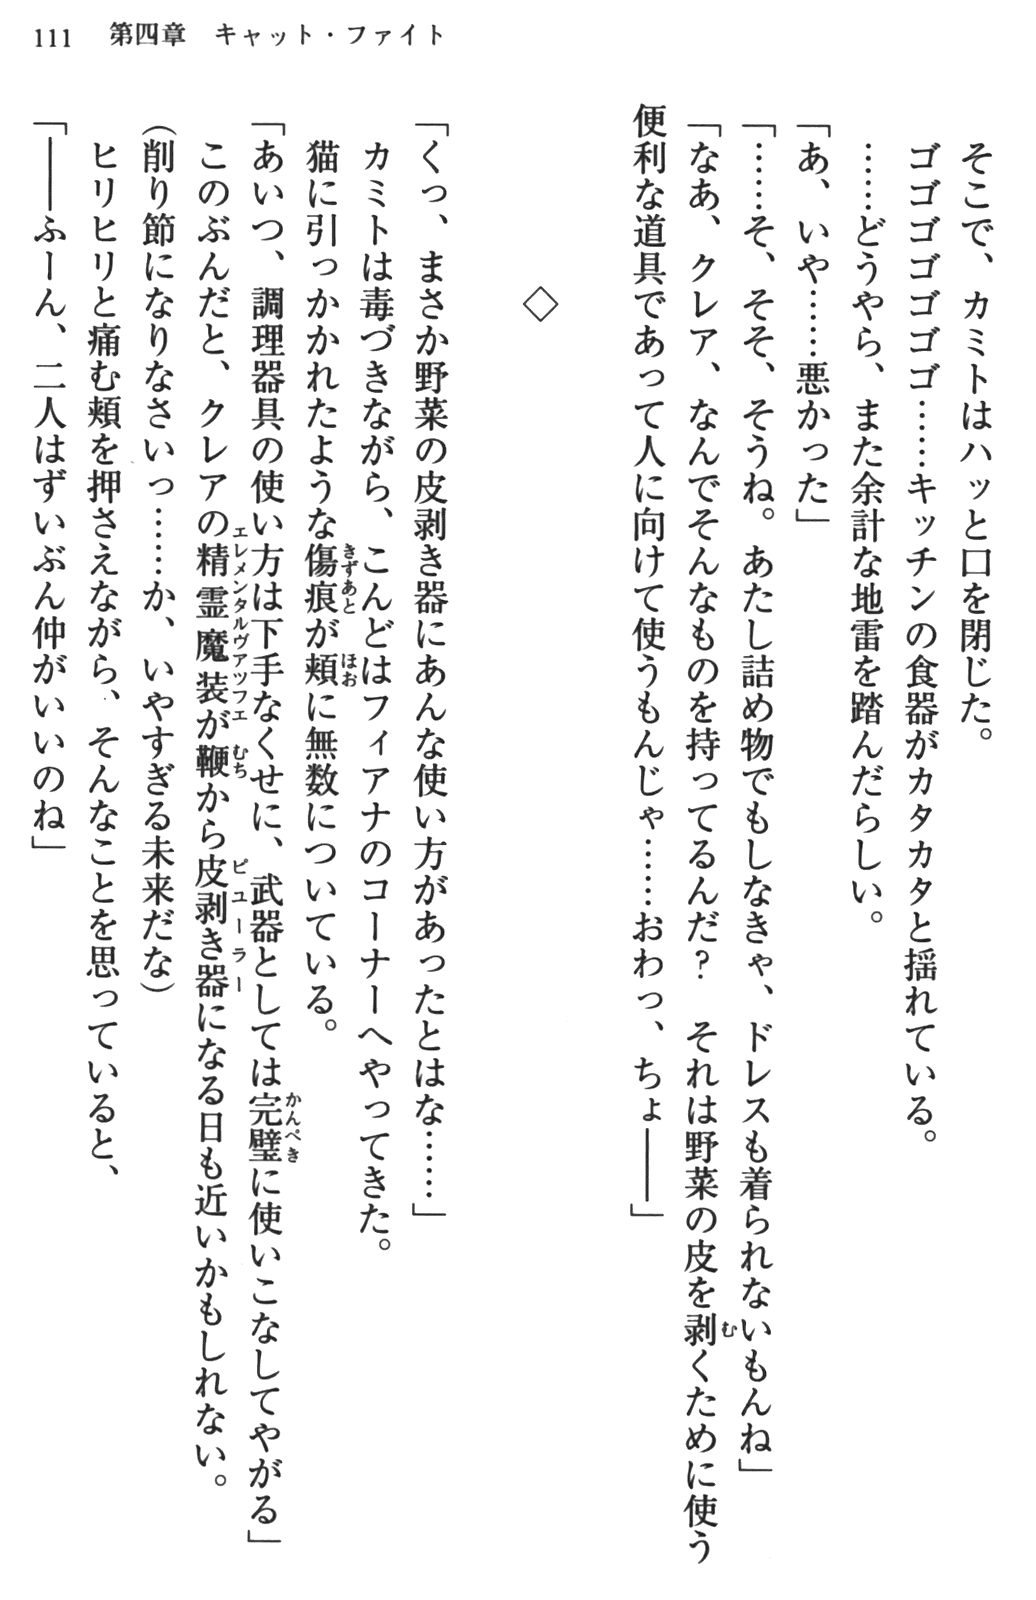 111　第四章　キャット・ファイト
そこで、カミトはハッと口を閉じた。
ゴゴゴゴゴゴゴ……キッチンの食器がカタカタと揺れている。
……どうやら、また余計な地雷を踏んだらしい。
「あ、いや……悪かった」
「……そ、そそ、そうね。あたし詰め物でもしなきゃ、ドレスも着られないもんね」
「なあ、クレア、なんでそんなものを持ってるんだ？　それは野菜の皮を剥くために使う
便利な道具であって人に向けて使うもんじゃ……おわっ、ちょ――」
◇
「くっ、まさか野菜の皮剥き器にあんな使い方があったとはな……」
カミトは毒づきながら、こんどはフィアナのコーナーへやってきた。
猫に引っかかれたような傷痕が頬に無数についている。
「あいつ、調理器具の使い方は下手なくせに、武器としては完璧に使いこなしてやがる」
このぶんだと、クレアの精霊魔装が鞭から皮剥き器になる日も近いかもしれない。
（削り節になりなさいっ……か、いやすぎる未来だな）
ヒリヒリと痛む頬を押さえながら、そんなことを思っていると、
「――ふーん、二人はずいぶん仲がいいのね」